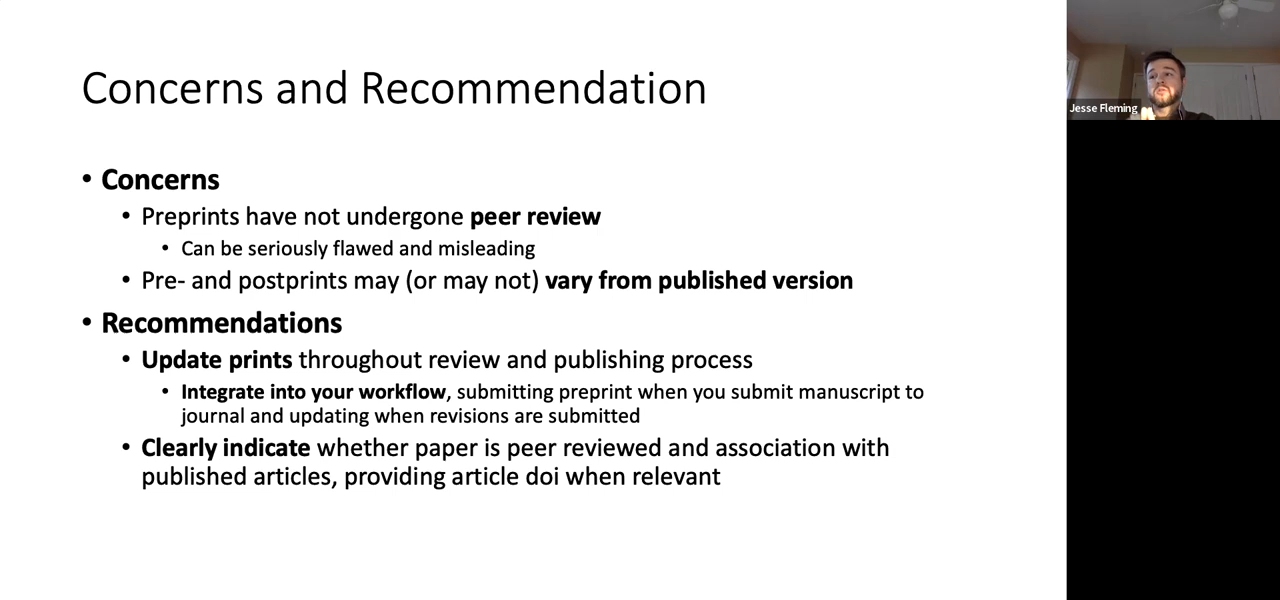 Concerns and Recommendation
Jesse Fleming
• Concerns
• Preprints have not undergone peer review
• Can be seriously flawed and misleading
• Pre- and postprints may (or may not) vary from published version
• Recommendations
• Update prints throughout review and publishing process
• Integrate into your workflow, submitting preprint when you submit manuscript to
journal and updating when revisions are submitted
• Clearly indicate whether paper is peer reviewed and association with
published articles, providing article doi when relevant